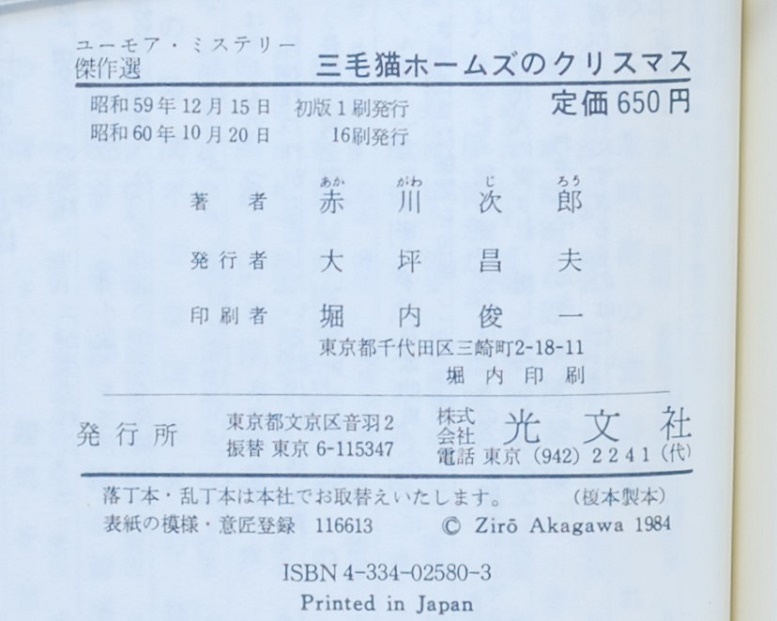 ユーモア・ミステリー
傑作選
三毛猫ホームズのクリスマス
昭和59年12月15日 初版1刷発行
定価650円
昭和60年10月20日 16刷発行
あか がわ じ ろう
著者 赤川次郎
発行者 大坪昌夫
印刷者 堀内俊一
東京都千代田区三崎町2-18-11
堀内印刷
発行所
東京都文京区音羽2
振替 東京 6-115347
株式
会社
光文社
電話 東京 (942) 2241(代)
落丁本・乱丁本は本社でお取替えいたします。 (榎本製本)
表紙の模様・意匠登録 116613 © Zirō Akagawa 1984
ISBN 4-334-02580-3
Printed in Japan